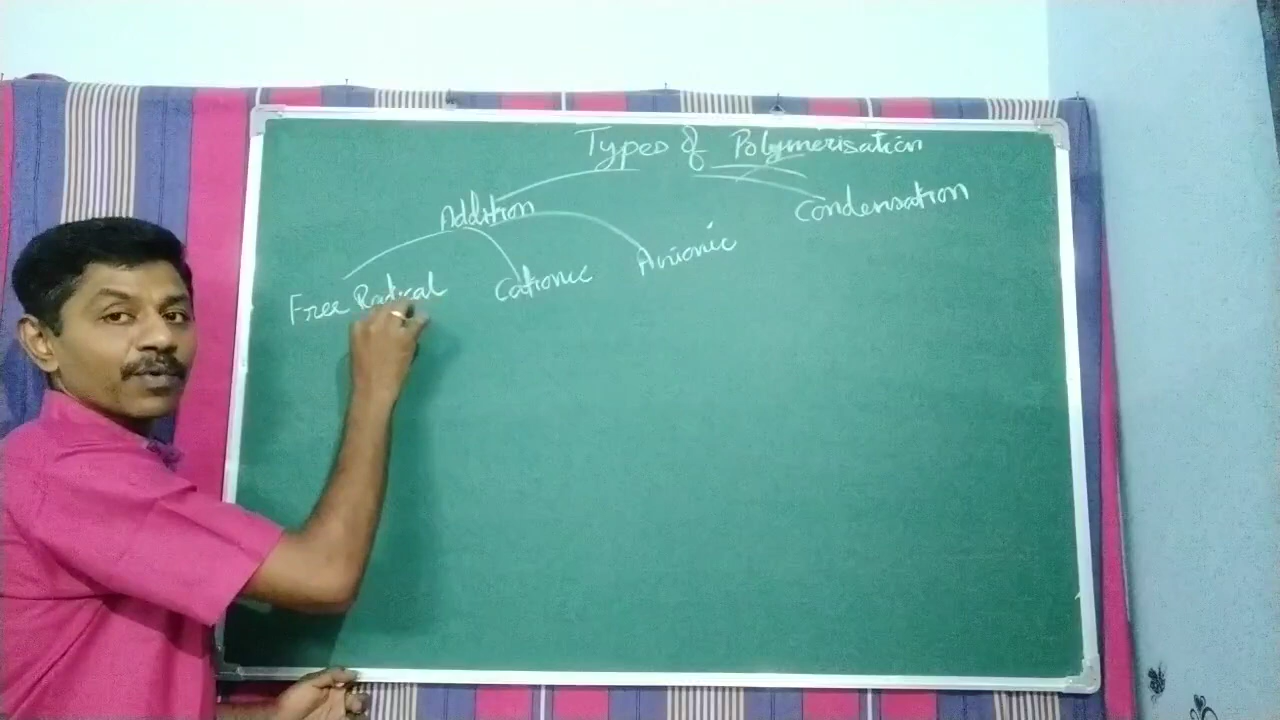 Types of Polymerisation
Addition
Condensation
Free Radical
Cationic
Anionic